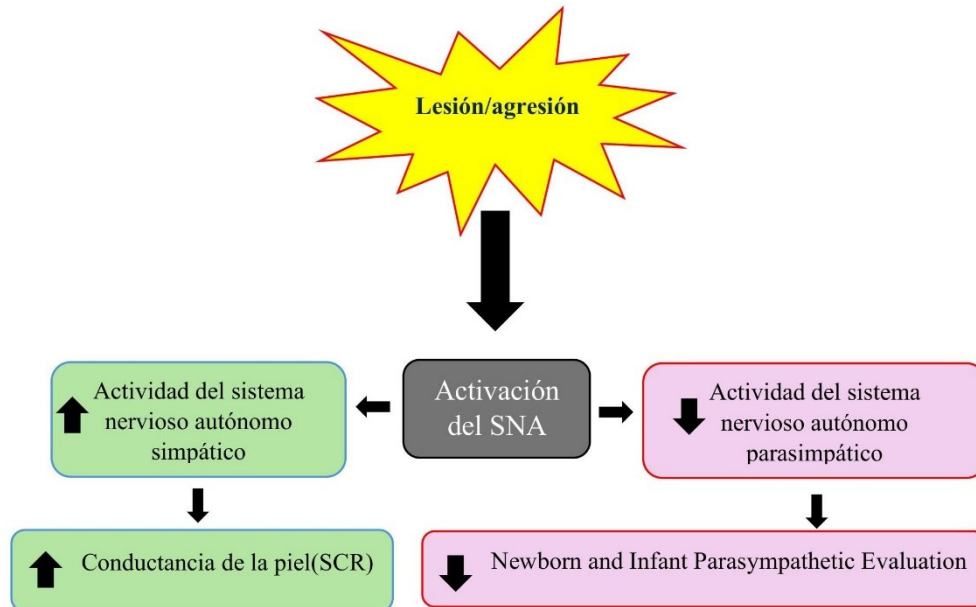 Lesión/agresión
Activación
del SNA
Actividad del sistema
nervioso autónomo
simpático
Actividad del sistema
nervioso autónomo
parasimpático
Conductancia de la piel(SCR)
Newborn and Infant Parasympathetic Evaluation